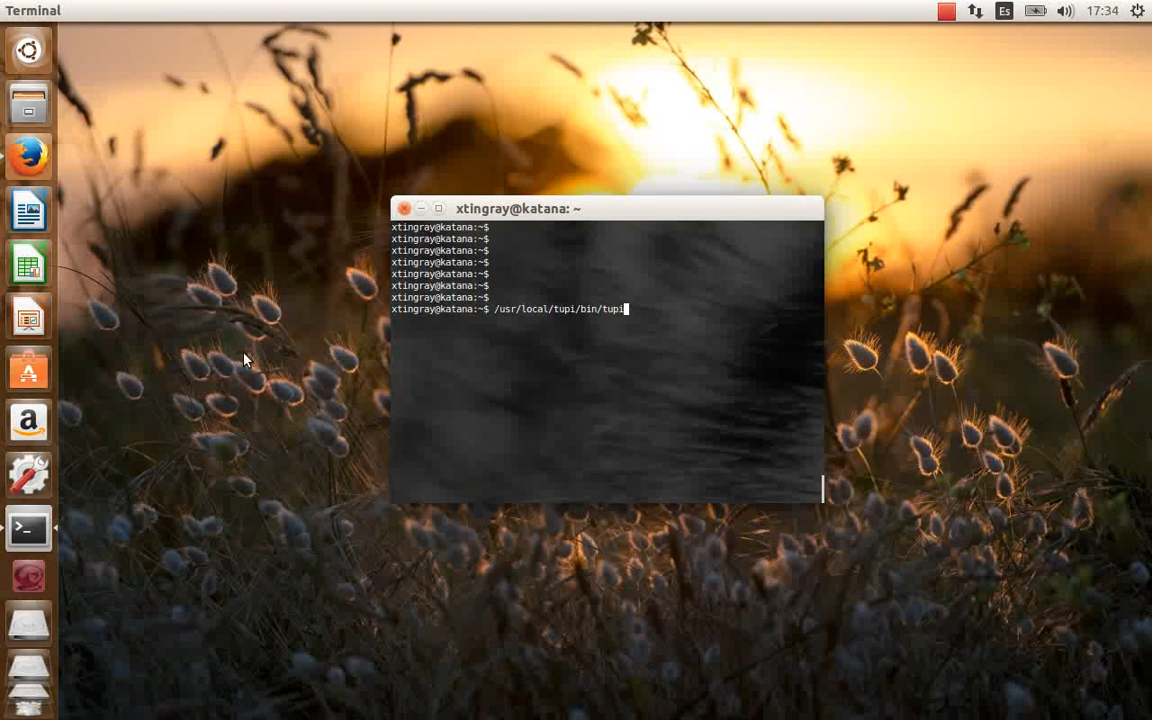 Terminal
Es
17:34
xtingray@katana: ~
xtingray@katana:~$
xtingray@katana:~$
xtingray@katana:~$
xtingray@katana:~$
xtingray@katana:~$
xtingray@katana:~$
xtingray@katana:~$
xtingray@katana:~$ /usr/local/tupi/bin/tupi
a
>_